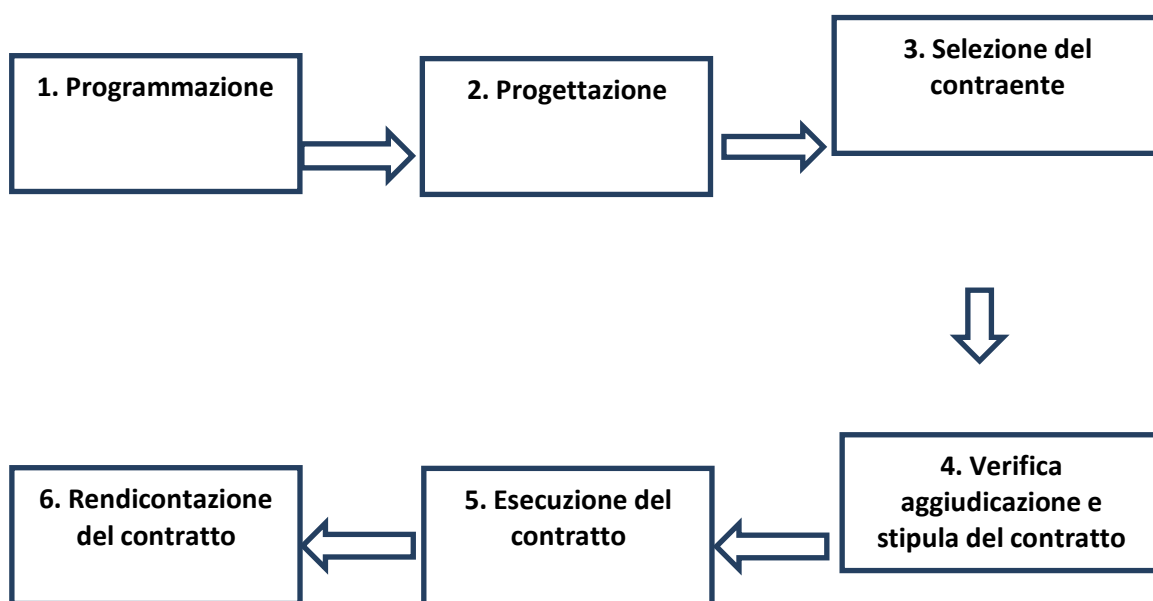 1. Programmazione
2. Progettazione
3. Selezione del
contraente
4. Verifica
aggiudicazione e
stipula del contratto
5. Esecuzione del
contratto
6. Rendicontazione
del contratto